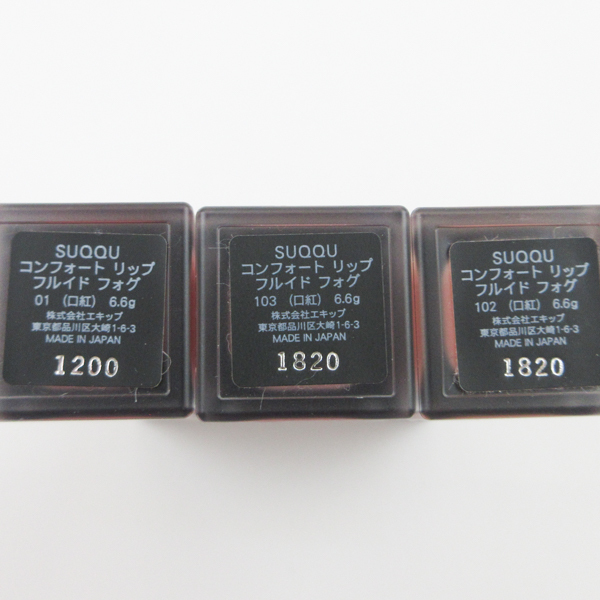 SUQQU
コンフォート リップ
フルイド フォグ
01 （口紅） 6.6g
株式会社エキップ
東京都品川区大崎1-6-3
MADE IN JAPAN
1200
SUQQU
コンフォート リップ
フルイド フォグ
103 （口紅） 6.6g
株式会社エキップ
東京都品川区大崎1-6-3
MADE IN JAPAN
1820
SUQQU
コンフォート リップ
フルイド フォグ
102 （口紅） 6.6g
株式会社エキップ
東京都品川区大崎1-6-3
MADE IN JAPAN
1820